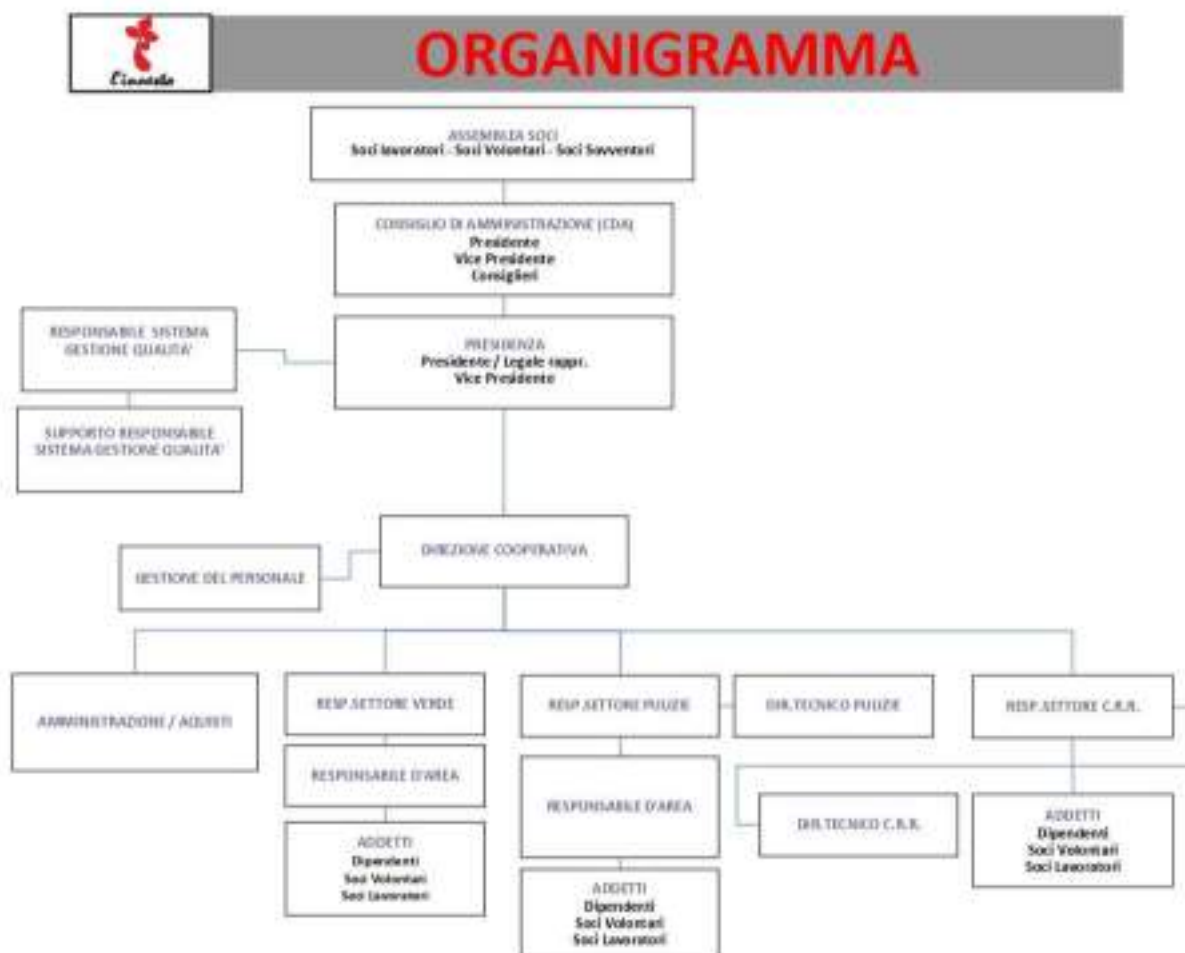 ORGANIGRAMMA
ASSEMBLEA SOCI
Soci lavoratori - Soci Volontari - Soci Sovventori
CONSIGLIO DI AMMINISTRAZIONE (CDA)
Presidente
Vice Presidente
Consiglieri
RESPONSABILE SISTEMA
GESTIONE QUALITA'
PRESIDENZA
Presidente / Legale rappr.
Vice Presidente
SUPPORTO RESPONSABILE
SISTEMA GESTIONE QUALITA'
DIREZIONE COOPERATIVA
GESTIONE DEL PERSONALE
AMMINISTRAZIONE / AQUISTI
RESP.SETTORE VERDE
RESP.SETTORE PULIZIE
DIR.TECNICO PULIZIE
RESP.SETTORE C.R.R.
RESPONSABILE D'AREA
RESPONSABILE D'AREA
DIR.TECNICO C.R.R.
ADDETTI
Dipendenti
Soci Volontari
Soci Lavoratori
ADDETTI
Dipendenti
Soci Volontari
Soci Lavoratori
ADDETTI
Dipendenti
Soci Volontari
Soci Lavoratori